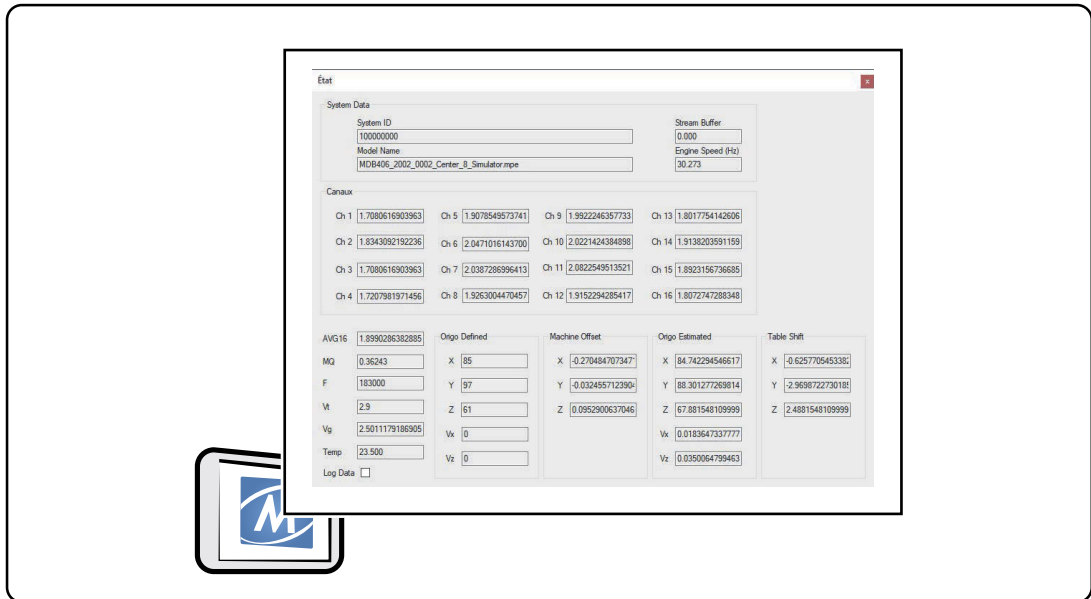 État x
System Data
System ID Stream Buffer
100000000 0.000
Model Name Engine Speed (Hz)
MDB406_2002_0002_Center_8_Simulator.mpe 30.273
Canaux
Ch 1 1.7080616903963 Ch 5 1.9078549573741 Ch 9 1.9922246357733 Ch 13 1.8017754142606
Ch 2 1.8343092192236 Ch 6 2.0471016143700 Ch 10 2.0221424384898 Ch 14 1.9138203591159
Ch 3 1.7080616903963 Ch 7 2.0387286996413 Ch 11 2.0822549513521 Ch 15 1.8923156736685
Ch 4 1.7207981971456 Ch 8 1.9263004470457 Ch 12 1.9152294285417 Ch 16 1.8072747288348
AVG16 1.8990286382885 Origo Defined Machine Offset Origo Estimated Table Shift
MQ 0.36243 X 85 X -0.270484707347 X 84.742294546617 X -0.625770545338
F 183000 Y 97 Y -0.03245571239 Y 88.301277269814 Y -2.969872273018
Vt 2.9 Z 61 Z 0.0952900637046 Z 67.881548109999 Z 2.4881548109999
Vg 2.5011179186905 Vx 0 Vx 0.0183647337777
Temp 23.500 Vz 0 Vz 0.0350064799463
Log Data
M